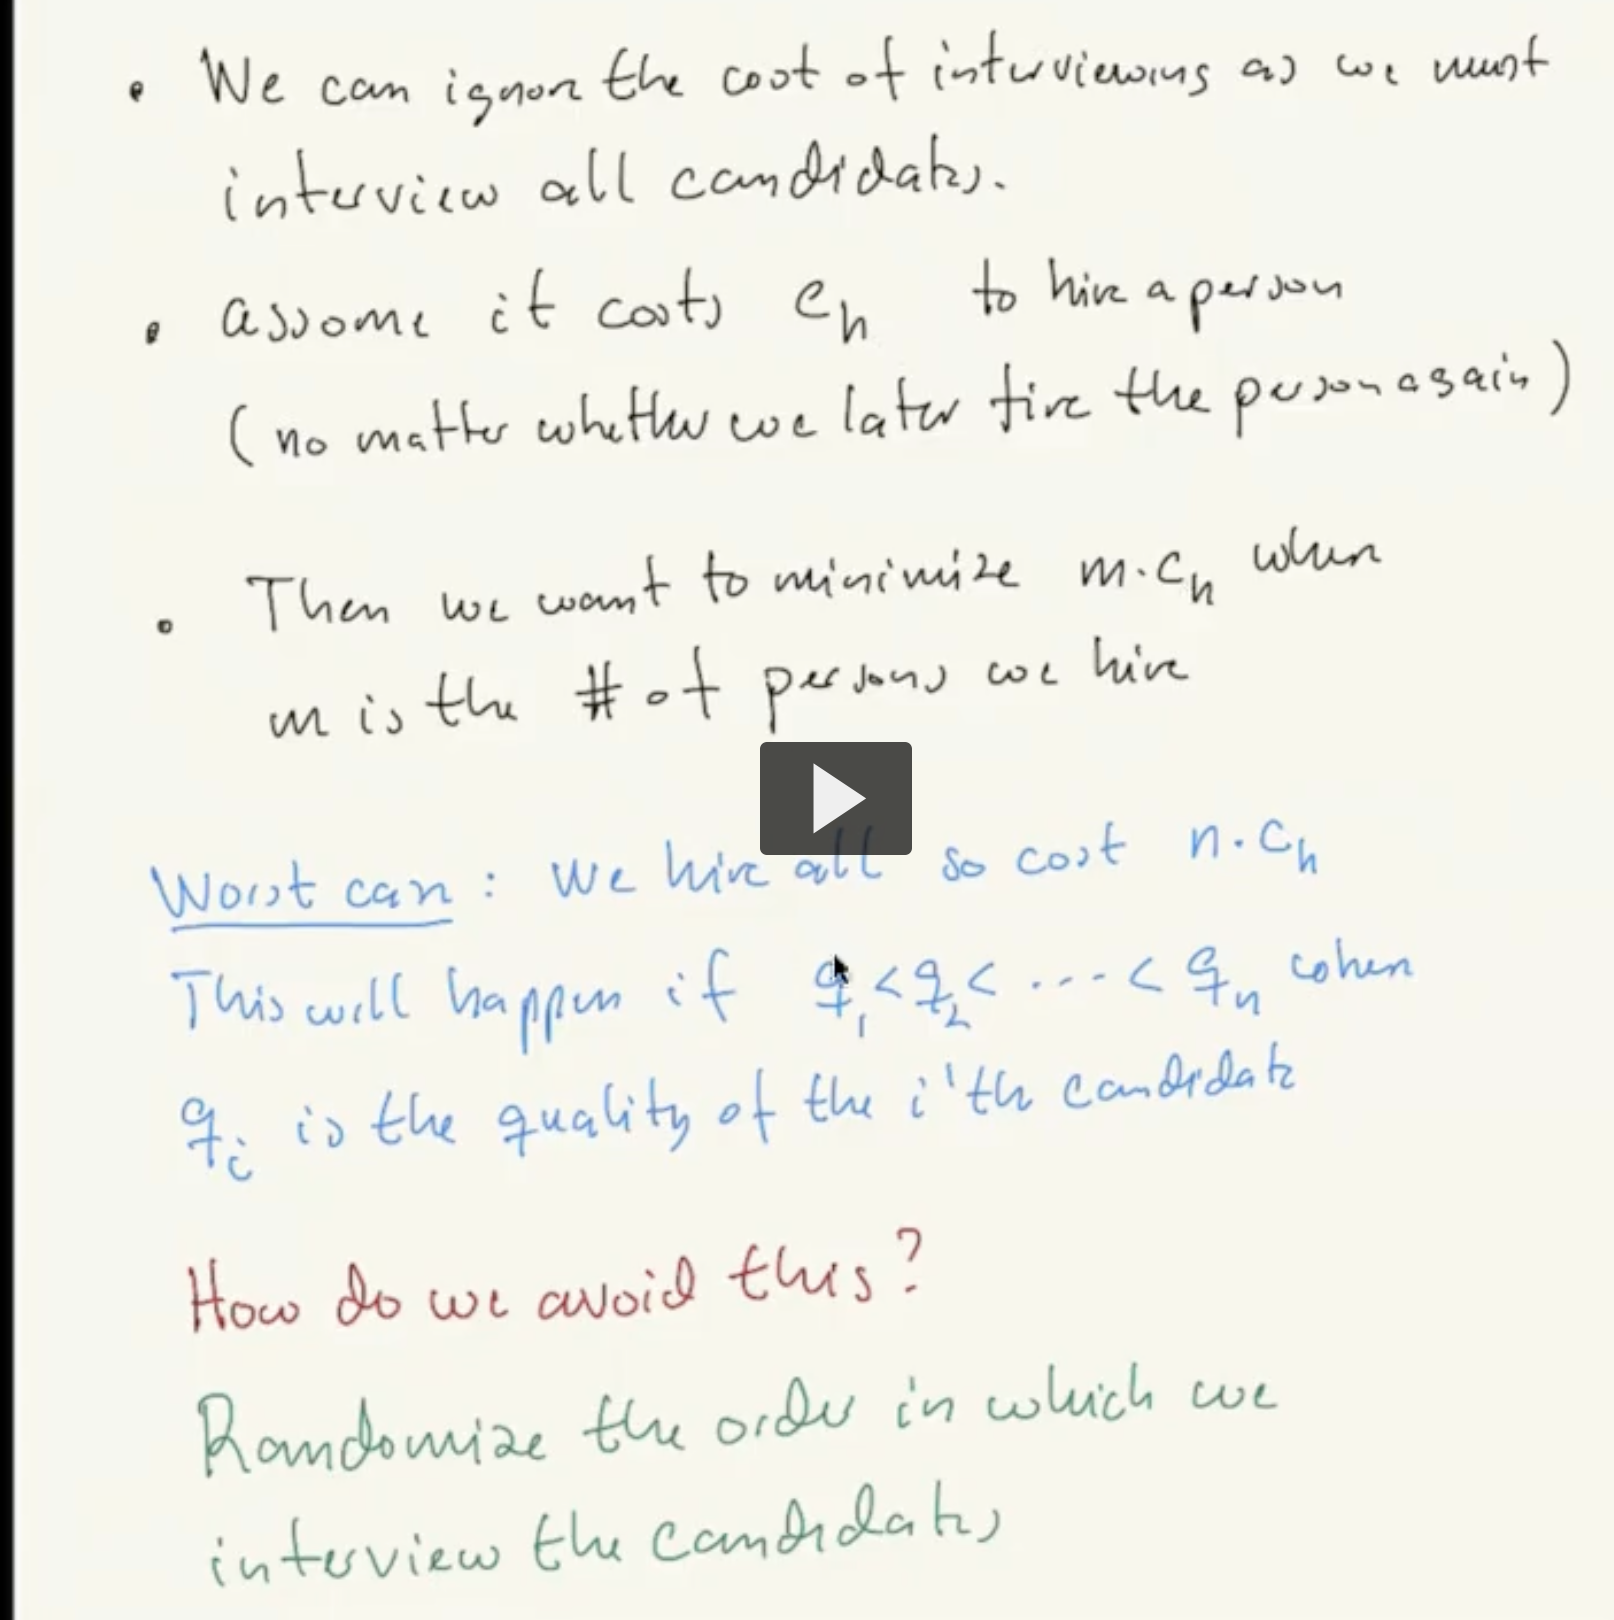 • We can ignore the cost of interviewing as we must
interview all candidates.
• assume it costs c_h to hire a person
(no matter whether we later fire the person again)
• Then we want to minimize m·c_h when
m is the # of persons we hire
Worst case: We hire all so cost n·c_h
This will happen if q_1 < q_2 < ... < q_n when
q_i is the quality of the i'th candidate
How do we avoid this?
Randomize the order in which we
interview the candidates